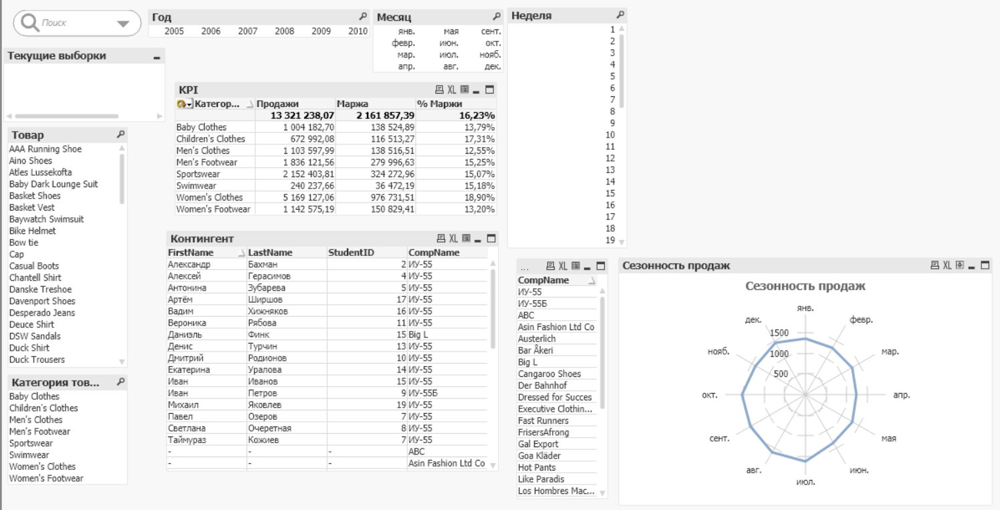 Поиск
Год
2005 2006 2007 2008 2009 2010
Месяц
янв. мая сент.
февр. июн. окт.
мар. июл. нояб.
апр. авг. дек.
Неделя
1
2
3
4
5
6
7
8
9
10
11
12
13
14
15
16
17
18
19
Текущие выборки
KPI
XL
Категор... Продажи Маржа % Маржи
13 321 238,07 2 161 857,39 16,23%
Baby Clothes 1 004 182,70 138 524,89 13,79%
Children's Clothes 672 992,08 116 513,27 17,31%
Men's Clothes 1 103 597,99 138 516,51 12,55%
Men's Footwear 1 836 121,56 279 996,63 15,25%
Sportswear 2 152 403,81 324 272,96 15,07%
Swimwear 240 237,66 36 472,19 15,18%
Women's Clothes 5 169 127,06 976 731,51 18,90%
Women's Footwear 1 142 575,19 150 829,41 13,20%
Товар
AAA Running Shoe
Aino Shoes
Atles Lussekofta
Baby Dark Lounge Suit
Basket Shoes
Basket Vest
Baywatch Swimsuit
Bike Helmet
Bow tie
Cap
Casual Boots
Chantell Shirt
Danske Treshoe
Davenport Shoes
Desperado Jeans
Deuce Shirt
DSW Sandals
Duck Shirt
Duck Trousers
Категория тов...
Baby Clothes
Children's Clothes
Men's Clothes
Men's Footwear
Sportswear
Swimwear
Women's Clothes
Women's Footwear
Контингент
XL
FirstName LastName StudentID CompName
Александр Бахман 2 ИУ-55
Алексей Герасимов 4 ИУ-55
Антонина Зубарева 5 ИУ-55
Артём Ширшов 17 ИУ-55
Вадим Хижняков 16 ИУ-55
Вероника Рябова 11 ИУ-55
Даниэль Финк 15 Big L
Денис Турчин 13 ИУ-55
Дмитрий Родионов 10 ИУ-55
Екатерина Уралова 14 ИУ-55
Иван Иванов 15 ИУ-55
Иван Петров 9 ИУ-55Б
Михаил Яковлев 19 ИУ-55
Павел Озеров 7 ИУ-55
Светлана Очеретная 8 ИУ-55
Таймураз Кожиев 7 ИУ-55
- - - ABC
- - - Asin Fashion Ltd Co
... XL
CompName
ИУ-55
ИУ-55Б
ABC
Asin Fashion Ltd Co
Austerlich
Bar Åkeri
Big L
Cangaroo Shoes
Der Bahnhof
Dressed for Succes
Executive Clothin...
Fast Runners
FrisersAfrong
Gal Export
Goa Kläder
Hot Pants
Like Paradis
Los Hombres Mac...
Сезонность продаж
XL
Сезонность продаж
янв.
дек. февр.
1500
нояб. 1000 мар.
500
окт. апр.
сент. мая
авг. июн.
июл.